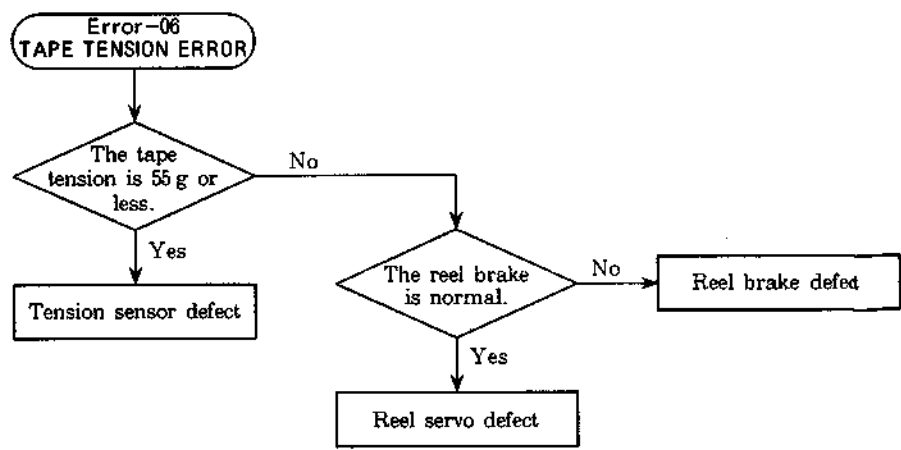 Error-06
TAPE TENSION ERROR
The tape
tension is 55 g or
less.
No
Yes
Tension sensor defect
The reel brake
is normal.
No
Reel brake defect
Yes
Reel servo defect